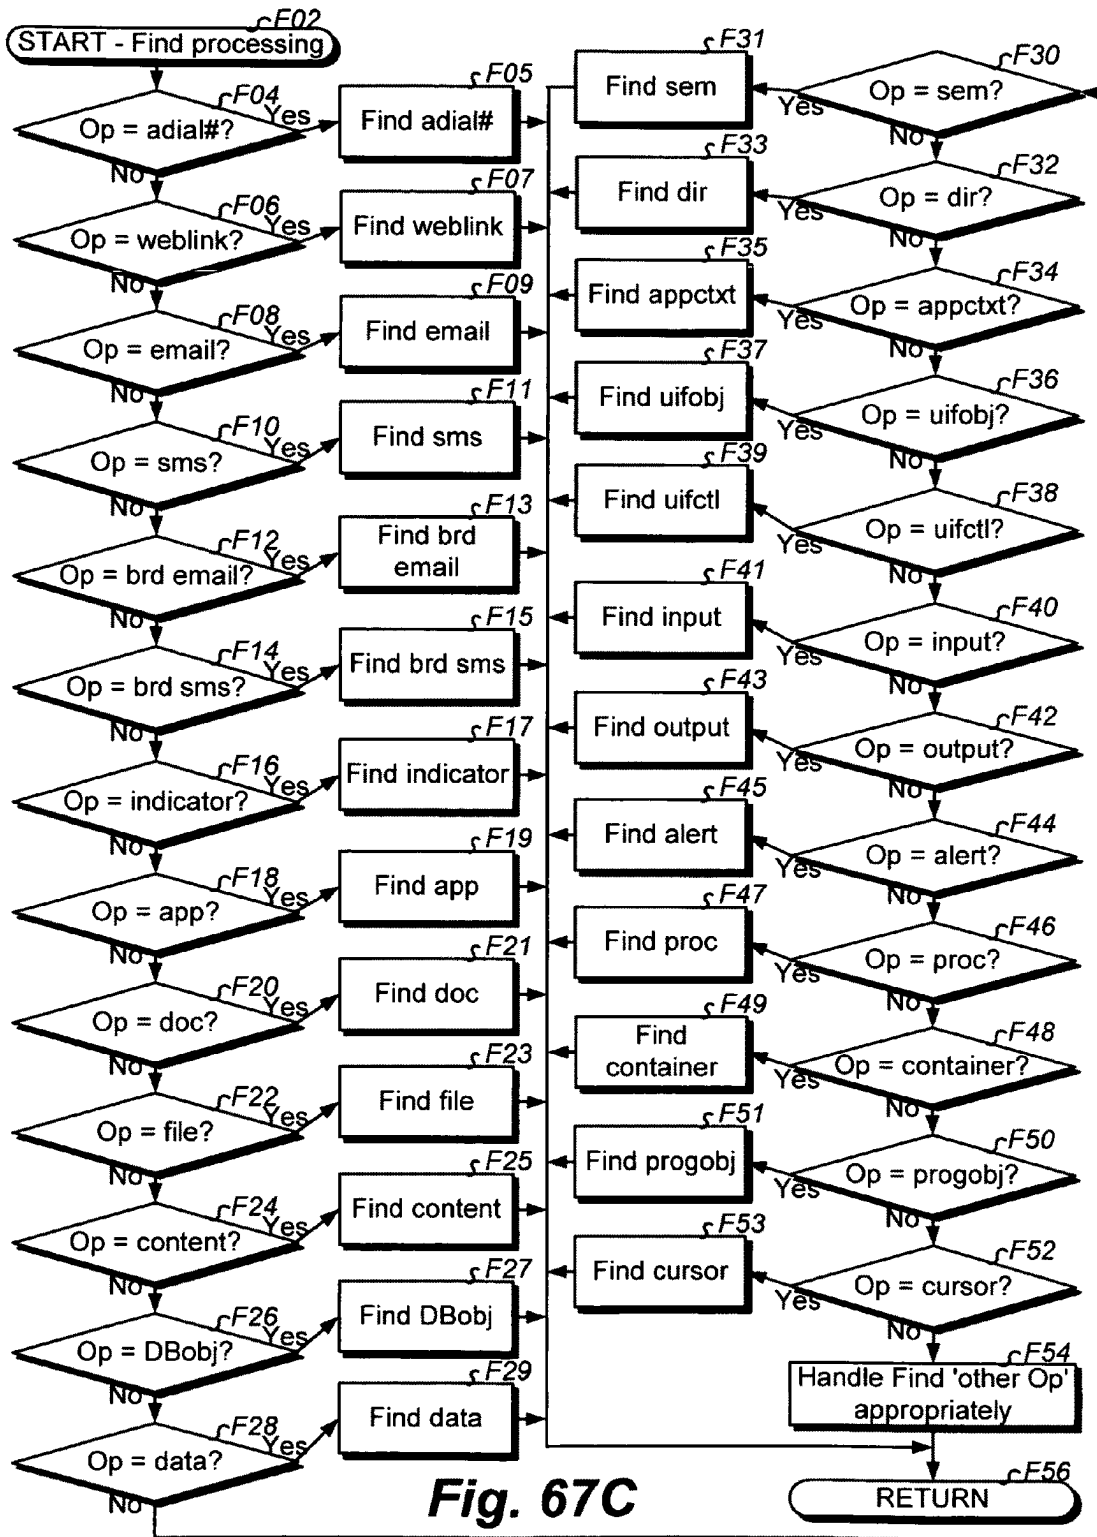 F02
START - Find processing
F04
Op = adial#?
Yes
No
F05
Find adial#
F06
Op = weblink?
Yes
No
F07
Find weblink
F08
Op = email?
Yes
No
F09
Find email
F10
Op = sms?
Yes
No
F11
Find sms
F12
Op = brd email?
Yes
No
F13
Find brd
email
F14
Op = brd sms?
Yes
No
F15
Find brd sms
F16
Op = indicator?
Yes
No
F17
Find indicator
F18
Op = app?
Yes
No
F19
Find app
F20
Op = doc?
Yes
No
F21
Find doc
F22
Op = file?
Yes
No
F23
Find file
F24
Op = content?
Yes
No
F25
Find content
F26
Op = DBobj?
Yes
No
F27
Find DBobj
F28
Op = data?
Yes
No
F29
Find data
F30
Op = sem?
Yes
No
F31
Find sem
F32
Op = dir?
Yes
No
F33
Find dir
F34
Op = appctxt?
Yes
No
F35
Find appctxt
F36
Op = uifobj?
Yes
No
F37
Find uifobj
F38
Op = uifctl?
Yes
No
F39
Find uifctl
F40
Op = input?
Yes
No
F41
Find input
F42
Op = output?
Yes
No
F43
Find output
F44
Op = alert?
Yes
No
F45
Find alert
F46
Op = proc?
Yes
No
F47
Find proc
F48
Op = container?
Yes
No
F49
Find
container
F50
Op = progobj?
Yes
No
F51
Find progobj
F52
Op = cursor?
Yes
No
F53
Find cursor
F54
Handle Find 'other Op'
appropriately
F56
RETURN
Fig. 67C